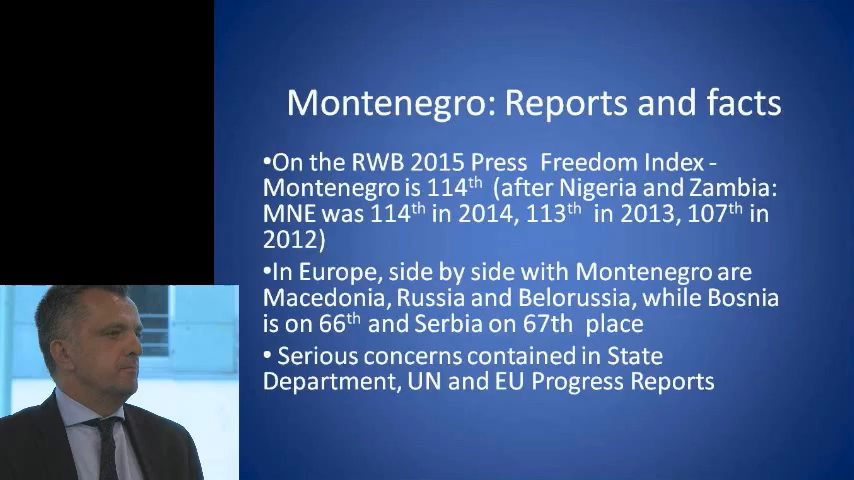 Montenegro: Reports and facts
•On the RWB 2015 Press Freedom Index -
Montenegro is 114th (after Nigeria and Zambia:
MNE was 114th in 2014, 113th in 2013, 107th in
2012)
•In Europe, side by side with Montenegro are
Macedonia, Russia and Belorussia, while Bosnia
is on 66th and Serbia on 67th place
• Serious concerns contained in State
Department, UN and EU Progress Reports